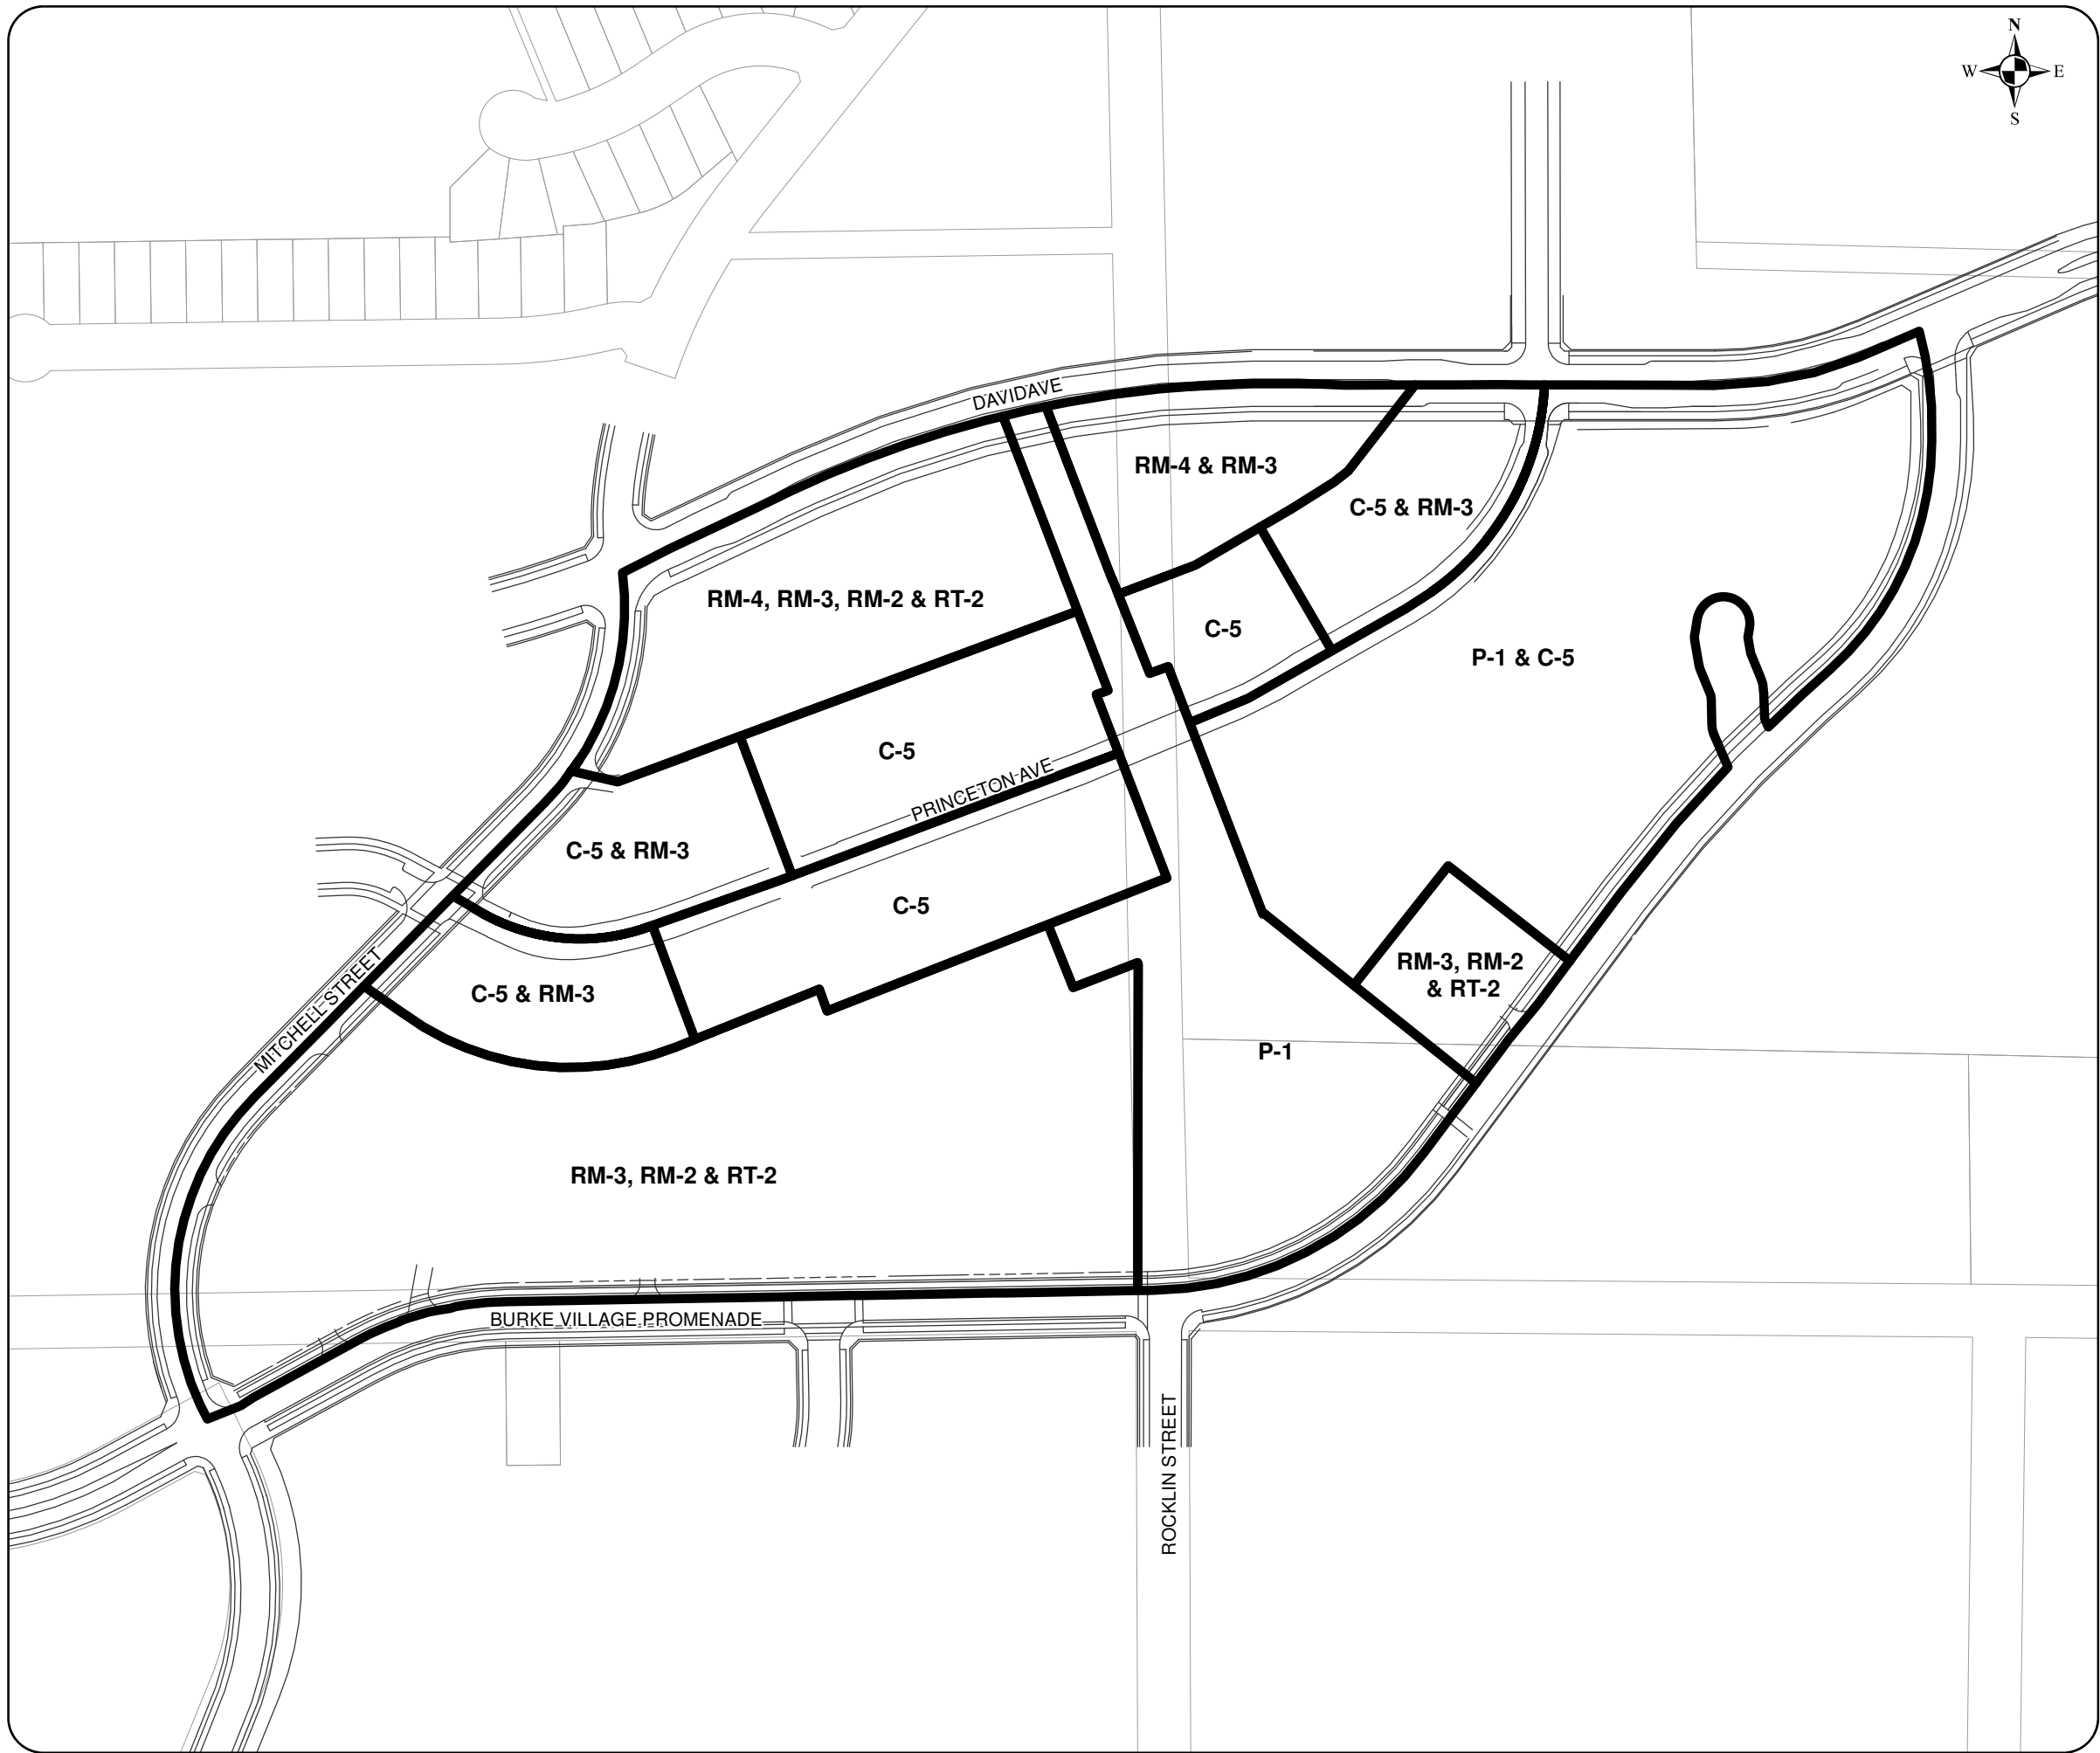 N
W E
S
DAVIDAVE
RM-4 & RM-3
C-5 & RM-3
RM-4, RM-3, RM-2 & RT-2
C-5
P-1 & C-5
C-5
PRINCETON AVE
C-5 & RM-3
C-5
RM-3, RM-2
& RT-2
C-5 & RM-3
MITCHELL STREET
P-1
RM-3, RM-2 & RT-2
BURKE VILLAGE PROMENADE
ROCKLIN STREET